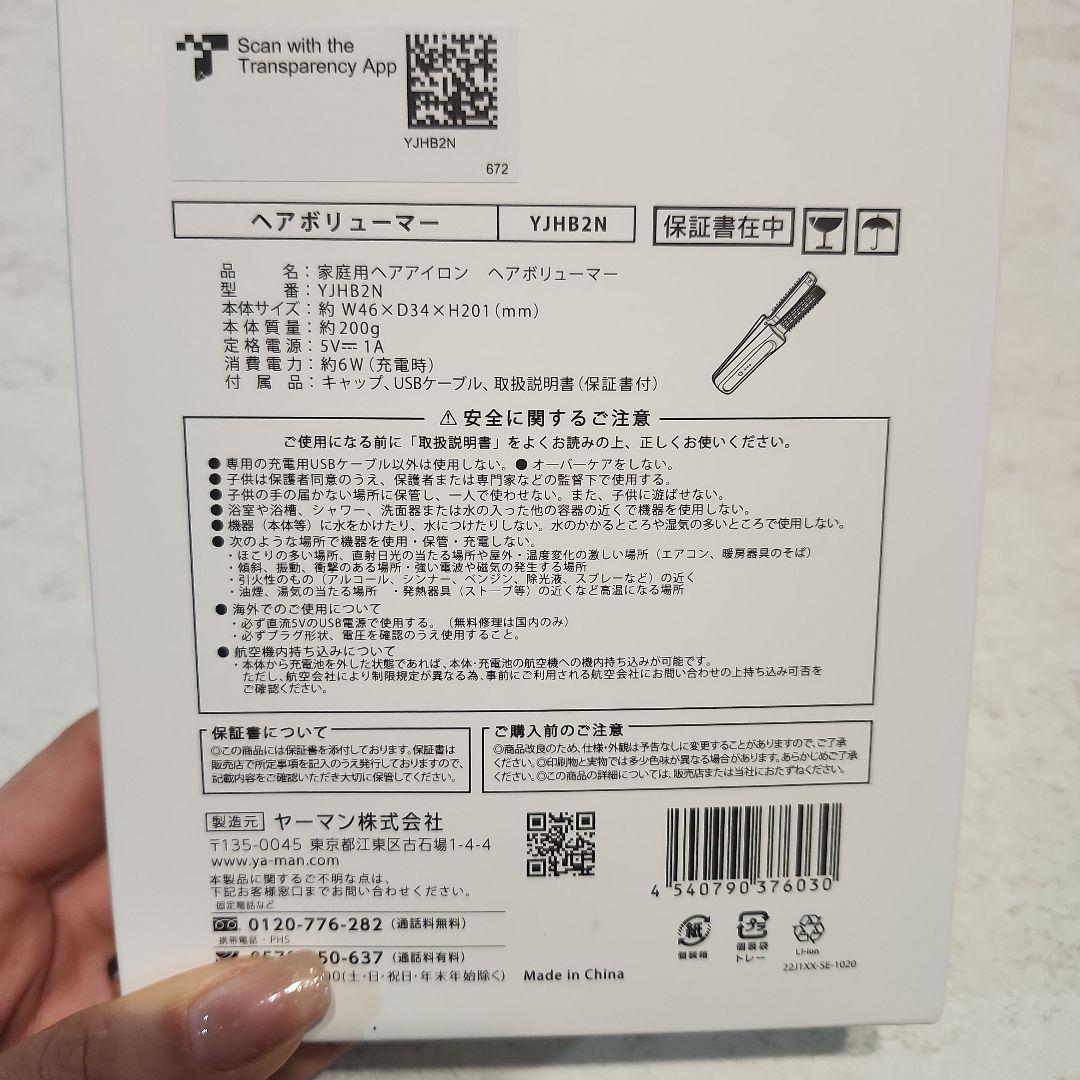 Scan with the
Transparency App
YJHB2N
672
ヘアボリューマー YJHB2N 保証書在中
品 名：家庭用ヘアアイロン ヘアボリューマー
型 番：YJHB2N
本体サイズ：約 W46×D34×H201（mm）
本体質量：約200g
定格電源：5V⎓1A
消費電力：約6W（充電時）
付属品：キャップ、USBケーブル、取扱説明書（保証書付）
⚠安全に関するご注意
ご使用になる前に「取扱説明書」をよくお読みの上、正しくお使いください。
●専用の充電用USBケーブル以外は使用しない。●オーバーケアをしない。
●子供は保護者同意のうえ、保護者または専門家などの監督下で使用する。
●子供の手の届かない場所に保管し、一人で使わせない。また、子供に遊ばせない。
●浴室や浴槽、シャワー、洗面器または水の入った他の容器の近くで機器を使用しない。
●機器（本体等）に水をかけたり、水につけたりしない。水のかかるところや湿気の多いところで使用しない。
●次のような場所で機器を使用・保管・充電しない。
・ほこりの多い場所、直射日光の当たる場所や屋外・温度変化の激しい場所（エアコン、暖房器具のそば）
・傾斜、振動、衝撃のある場所・強い電波や磁気の発生する場所
・引火性のもの（アルコール、シンナー、ベンジン、除光液、スプレーなど）の近く
・油煙、湯気の当たる場所 ・発熱器具（ストーブ等）の近くなど高温になる場所
●海外でのご使用について
・必ず直流5VのUSB電源で使用する。（無料修理は国内のみ）
・必ずプラグ形状、電圧を確認のうえ使用すること。
●航空機内持ち込みについて
・本体から充電池を外した状態であれば、本体・充電池の航空機への機内持ち込みが可能です。
ただし、航空会社により制限規定が異なる為、事前にご利用される航空会社にお問い合わせの上持ち込み可否を
ご確認ください。
保証書について
◎この商品には保証書を添付しております。保証書は
販売店で所定事項を記入のうえ発行しておりますので、
記載内容をご確認いただき大切に保管してください。
ご購入前のご注意
◎商品改良のため、仕様・外観は予告なしに変更することがありますので、ご了承
ください。◎印刷物と実物では多少色味が異なる場合があります。あらかじめご了承
ください。◎この商品の詳細については、販売店または当社におたずねください。
製造元 ヤーマン株式会社
〒135-0045 東京都江東区古石場1-4-4
www.ya-man.com
本製品に関するご不明な点は、
下記お客様窓口までお問い合わせください。
固定電話など
0120-776-282（通話料無料）
携帯電話・PHS
50-637（通話料有料）
00（土・日・祝日・年末年始除く）
Made in China
4 540790 376030
紙
個装箱
プラ
個装袋
トレー
Li-ion
22J1XX-SE-1020